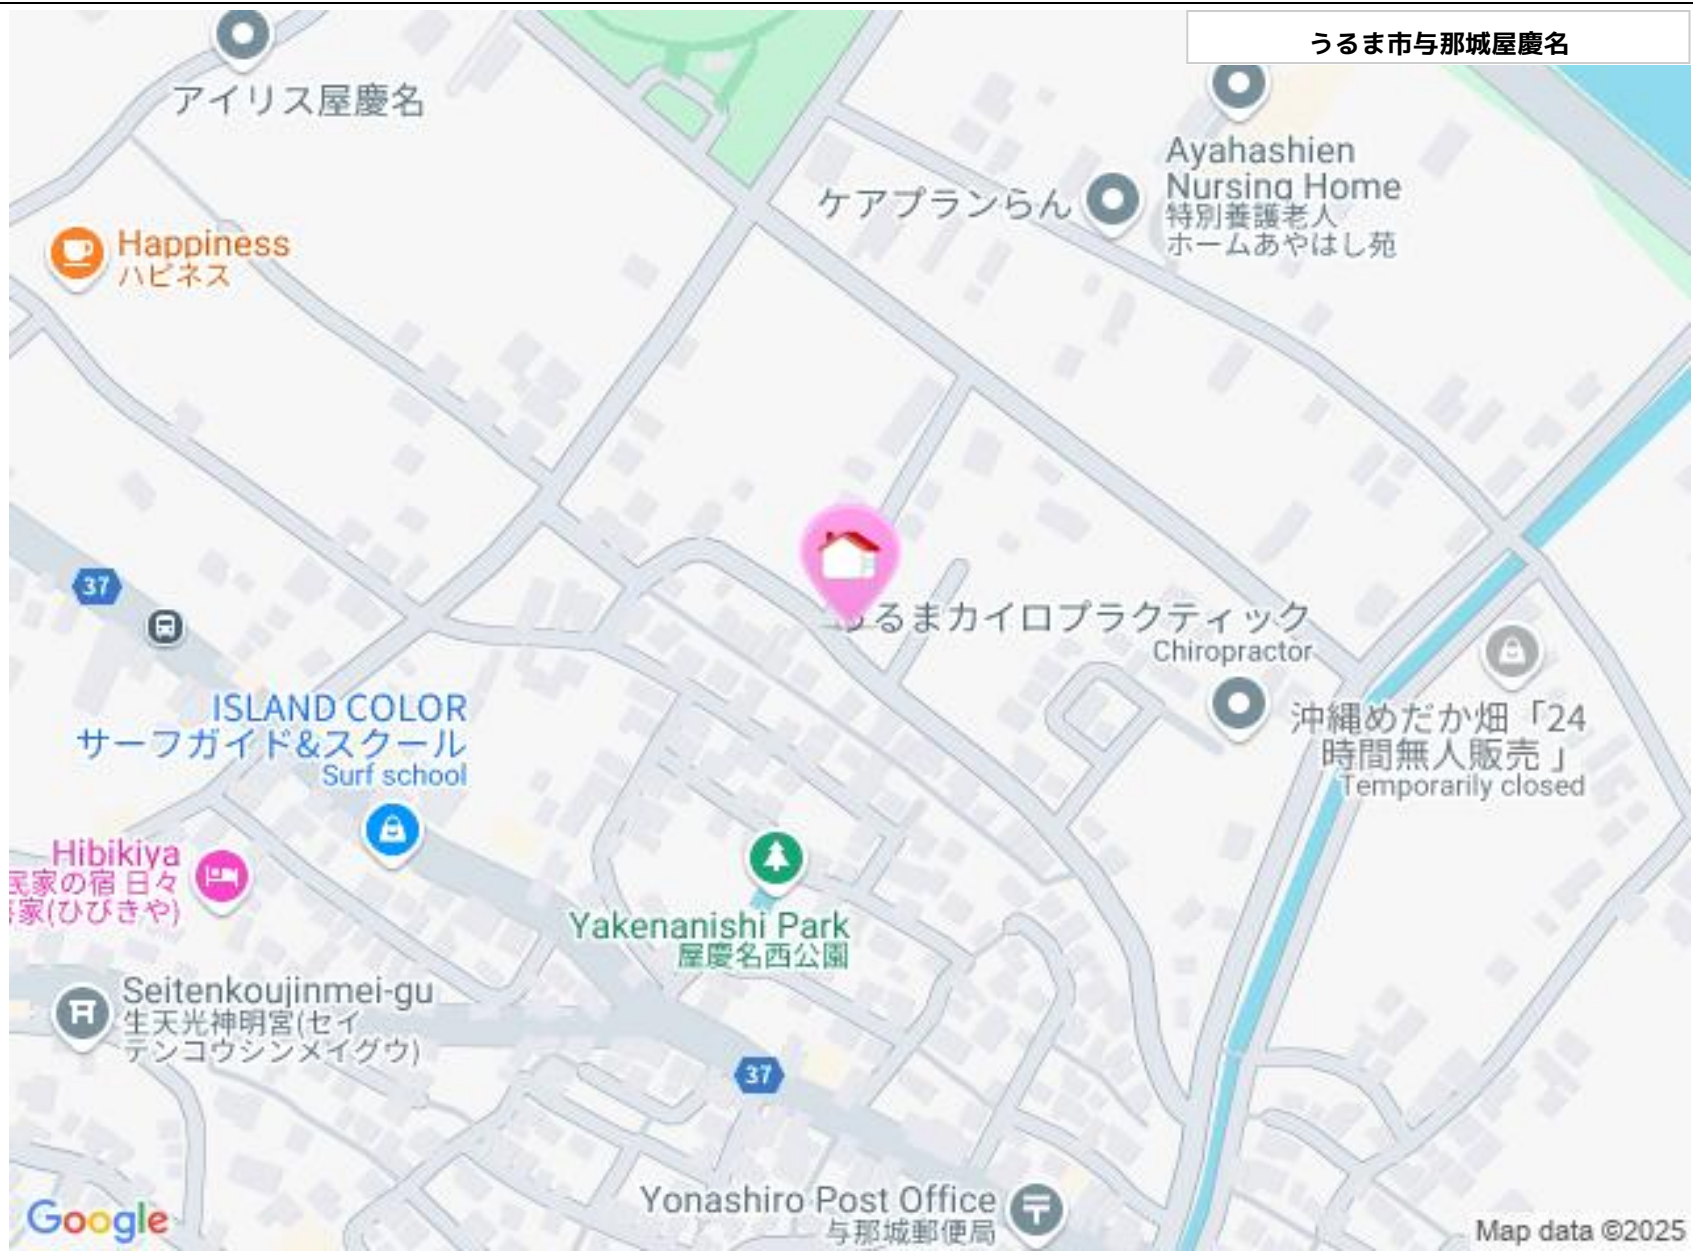 うるま市与那城屋慶名
アイリス屋慶名
Ayahashien
Nursing Home
特別養護老人
ホームあやはし苑
ケアプランらん
Happiness
ハピネス
37
うるまカイロプラクティック
Chiropractor
沖縄めだか畑「24
時間無人販売 」
Temporarily closed
ISLAND COLOR
サーフガイド&スクール
Surf school
Hibikiya
民家の宿 日々
家(ひびきや)
Yakenanishi Park
屋慶名西公園
Seitenkoujinmei-gu
生天光神明宮(セイ
テンコウシンメイグウ)
37
Yonashiro Post Office
与那城郵便局
Google
Map data ©2025